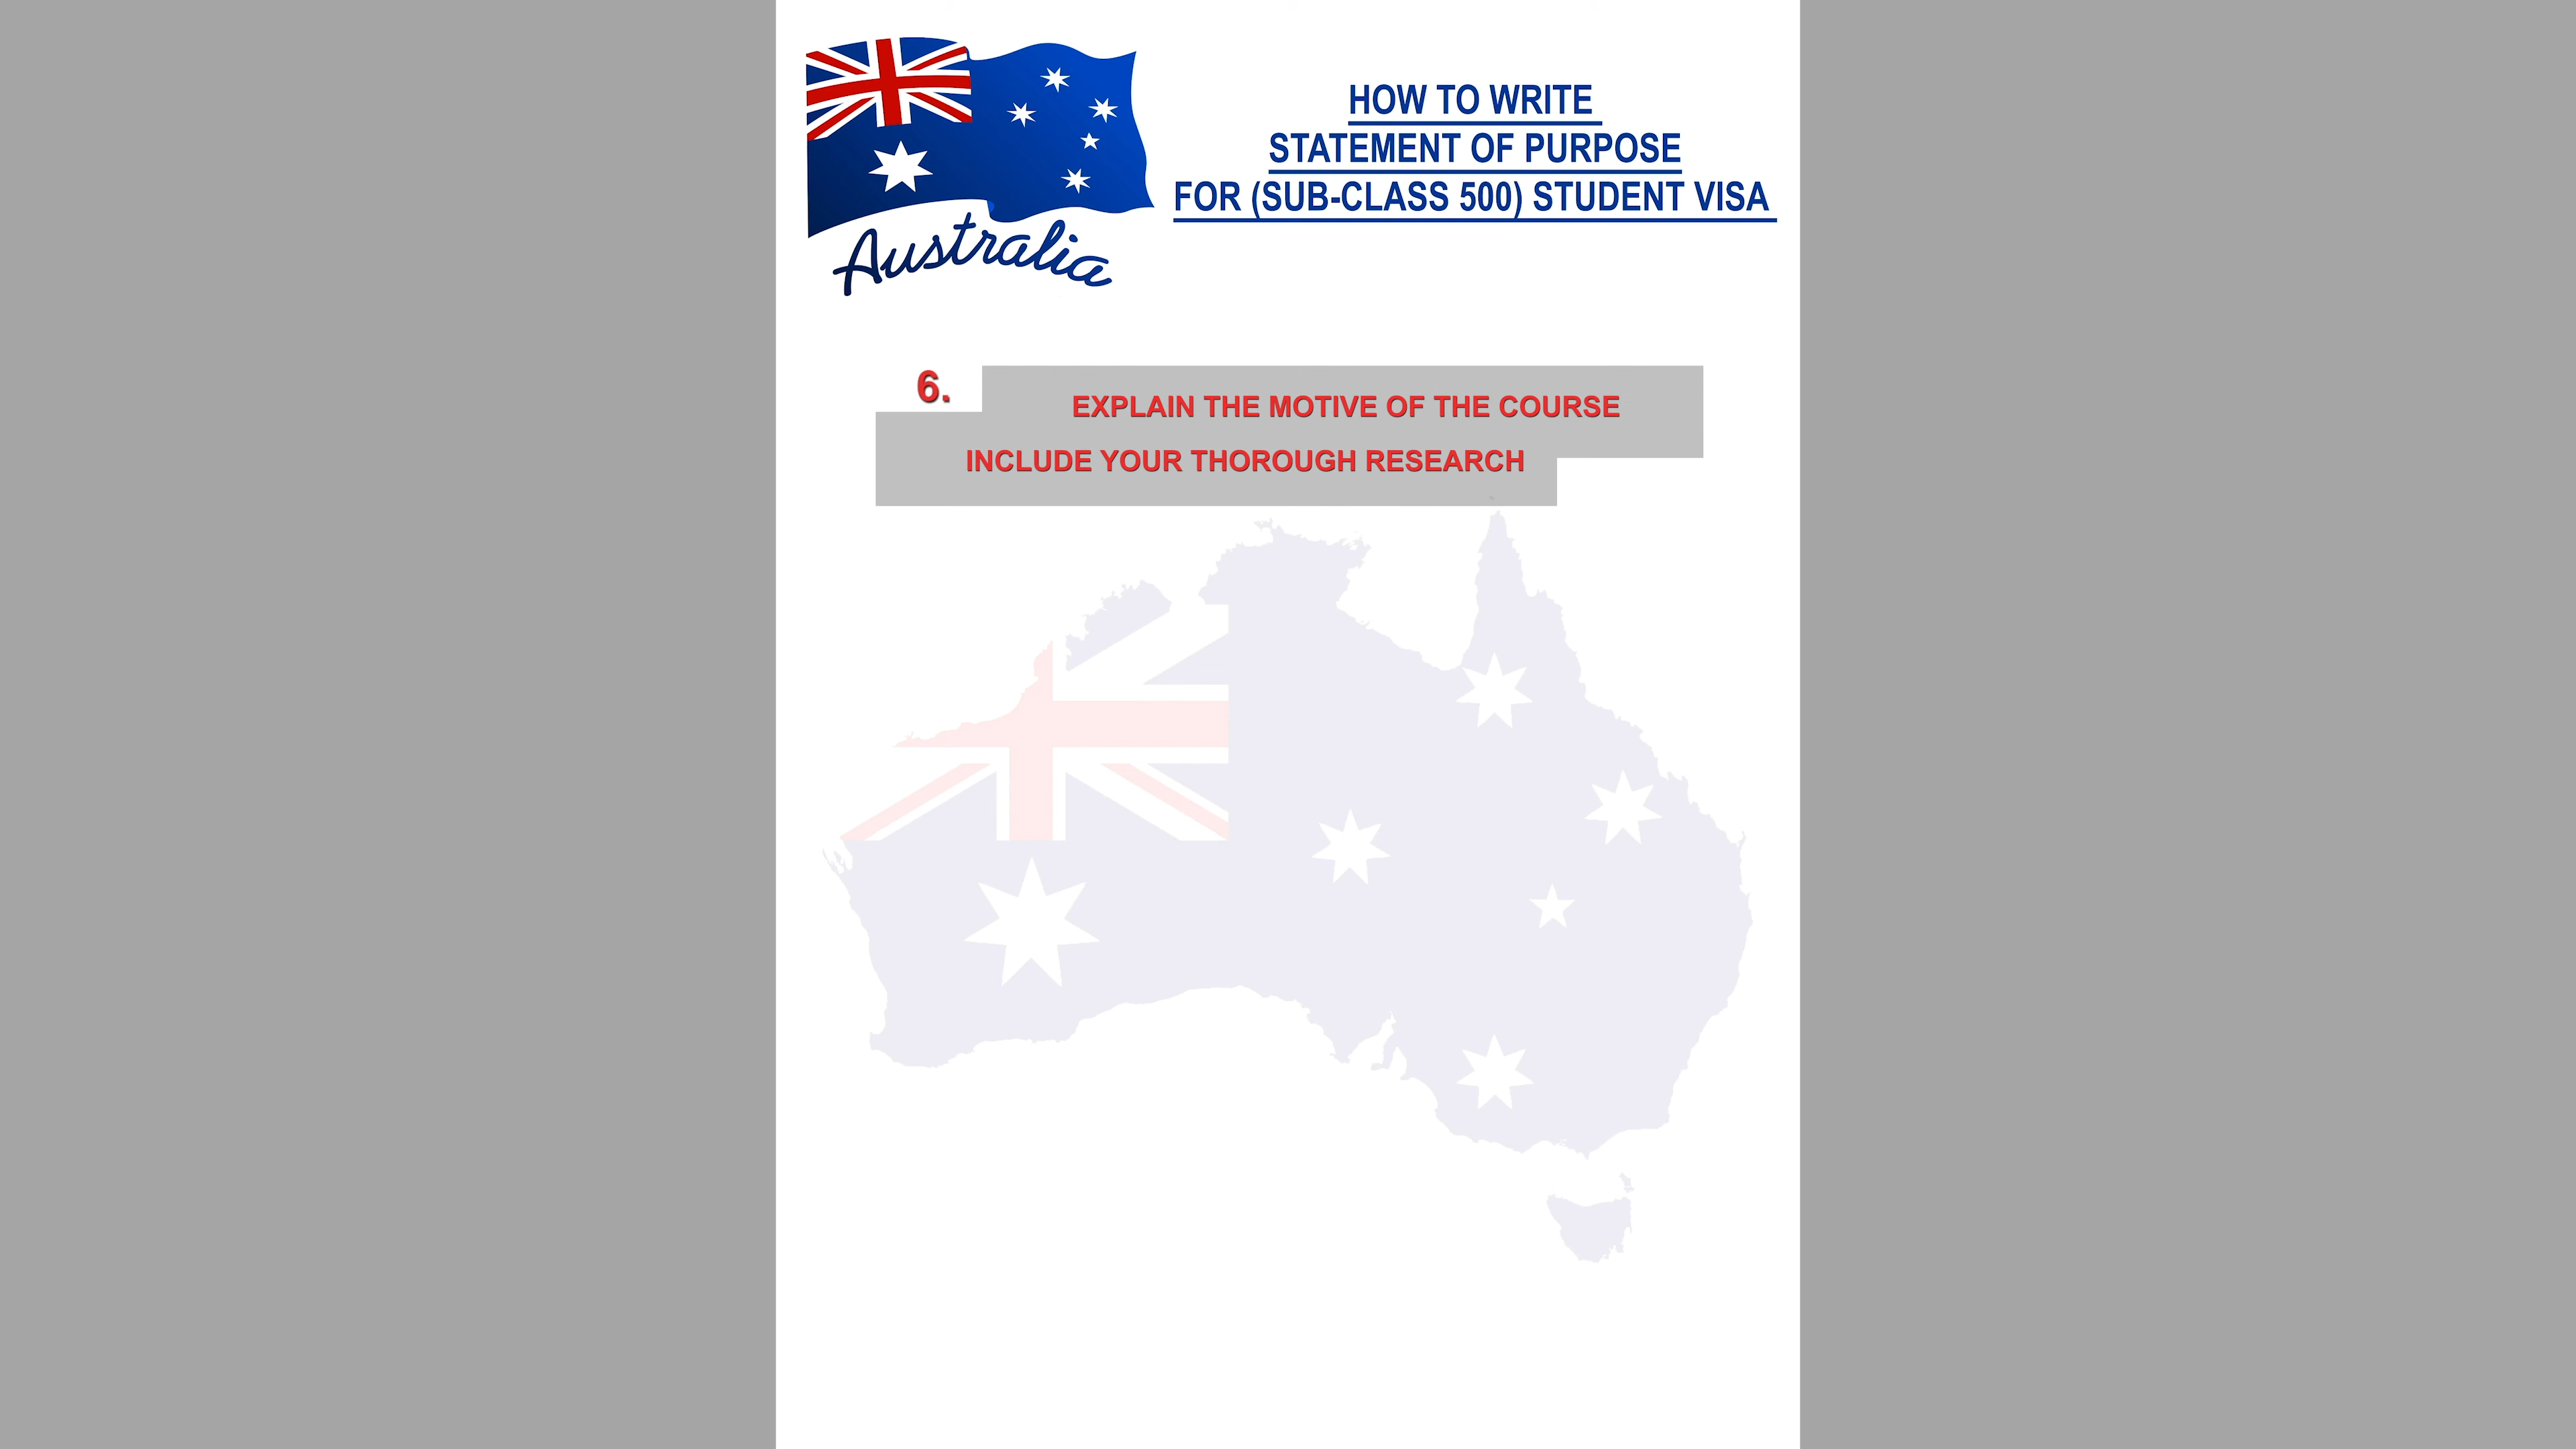 HOW TO WRITE
STATEMENT OF PURPOSE
FOR (SUB-CLASS 500) STUDENT VISA
Australia
6.
EXPLAIN THE MOTIVE OF THE COURSE
INCLUDE YOUR THOROUGH RESEARCH